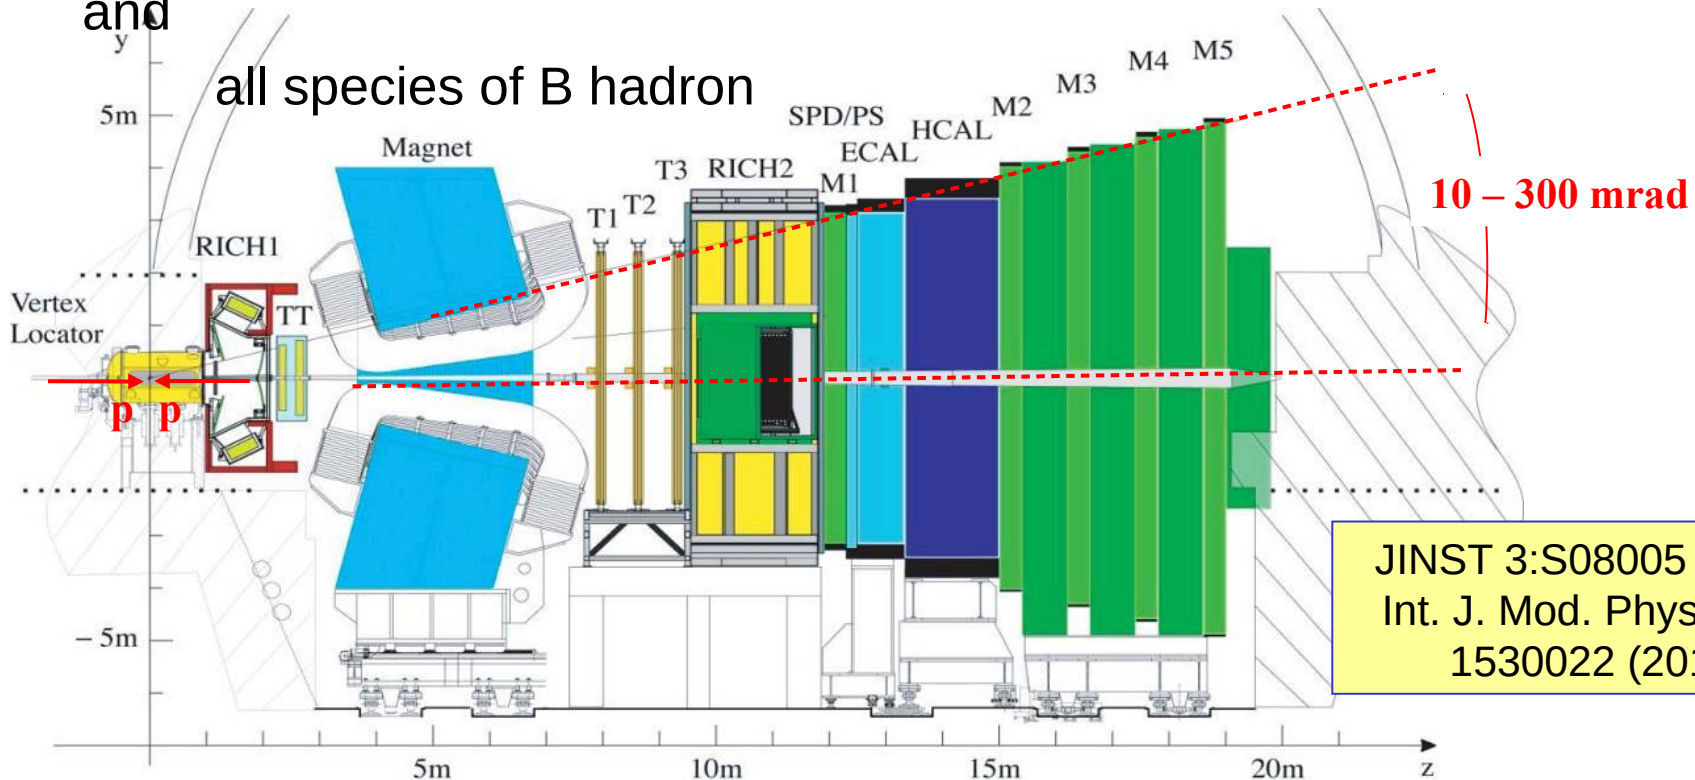 and
y
all species of B hadron
5m
M5
M4
M3
M2
SPD/PS
HCAL
ECAL
Magnet
T3 RICH2
M1
T2
T1
10 – 300 mrad
RICH1
Vertex
Locator
TT
p p
JINST 3:S08005
Int. J. Mod. Phys
1530022 (201
– 5m
5m
10m
15m
20m
z